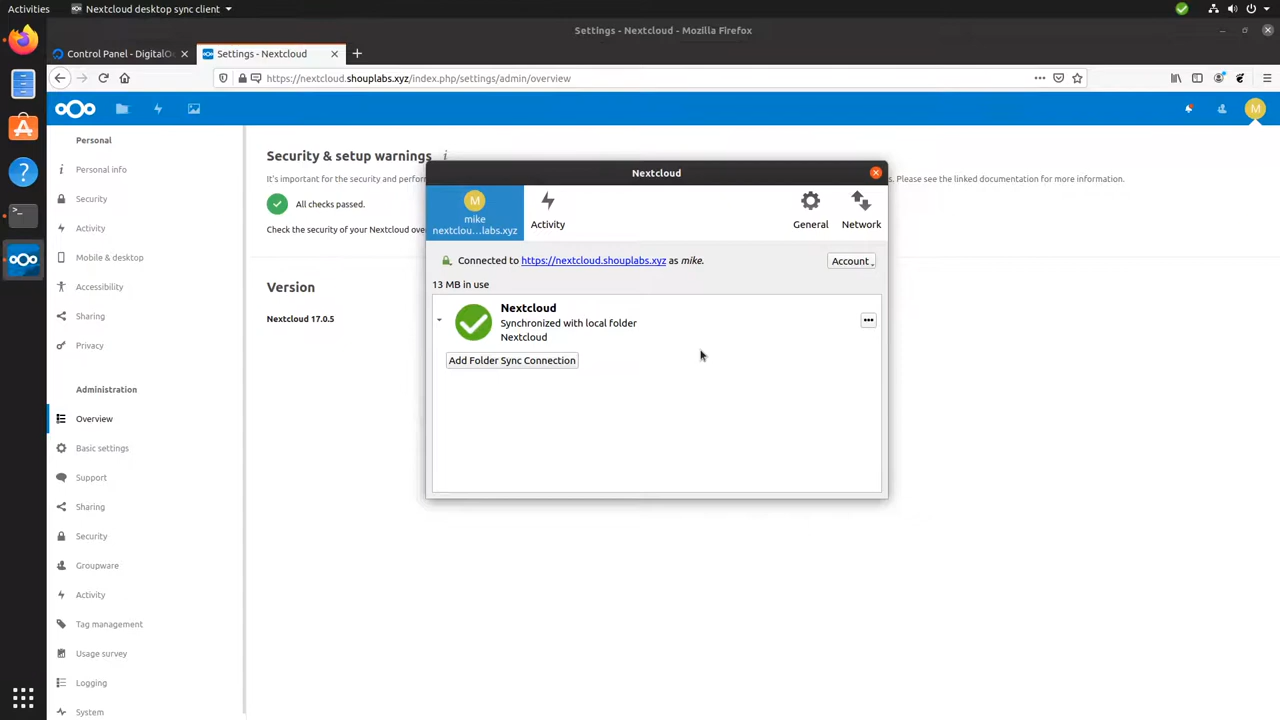 Activities
Nextcloud desktop sync client
Settings - Nextcloud - Mozilla Firefox
Control Panel - DigitalOc
Settings - Nextcloud
https://nextcloud.shouplabs.xyz/index.php/settings/admin/overview
M
Personal
Personal info
Security
Activity
Mobile & desktop
Accessibility
Sharing
Privacy
Administration
Overview
Basic settings
Support
Sharing
Security
Groupware
Activity
Tag management
Usage survey
Logging
System
Security & setup warnings
It's important for the security and perform
s. Please see the linked documentation for more information.
All checks passed.
Check the security of your Nextcloud ove
Version
Nextcloud 17.0.5
Nextcloud
M
mike
nextclou...labs.xyz
Activity
General
Network
Connected to https://nextcloud.shouplabs.xyz as mike.
Account
13 MB in use
Nextcloud
Synchronized with local folder
Nextcloud
Add Folder Sync Connection